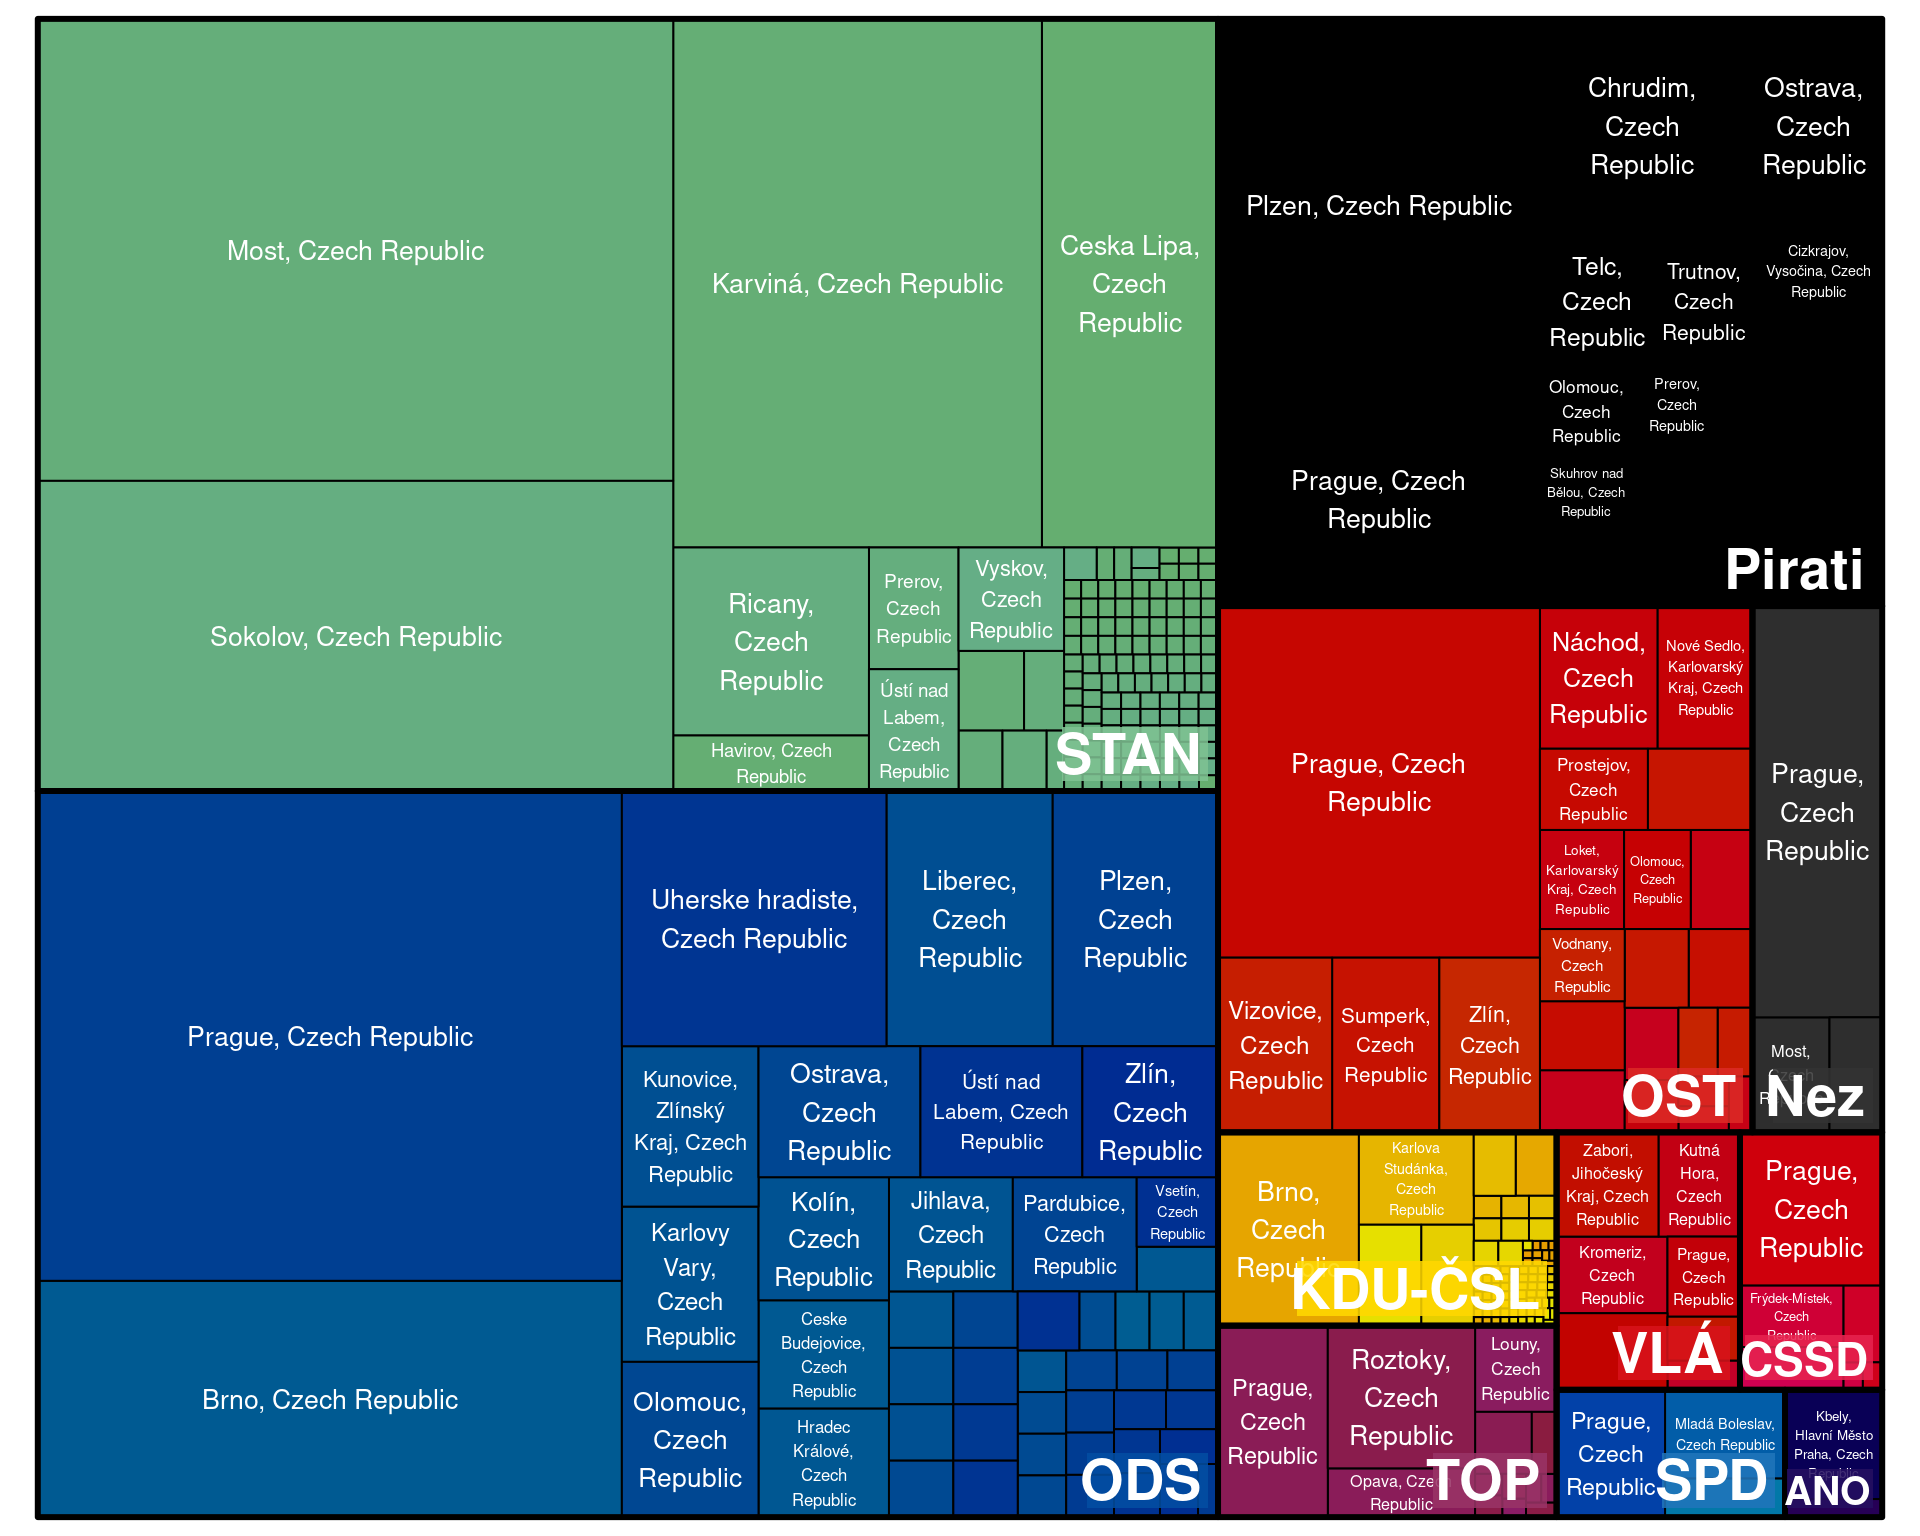 Most, Czech Republic
Sokolov, Czech Republic
Karviná, Czech Republic
Ceska Lipa,
Czech
Republic
Ricany,
Czech
Republic
Havirov, Czech
Republic
Prerov,
Czech
Republic
Ústí nad
Labem,
Czech
Republic
Vyskov,
Czech
Republic
STAN
Prague, Czech Republic
Brno, Czech Republic
Uherske hradiste,
Czech Republic
Liberec,
Czech
Republic
Plzen,
Czech
Republic
Kunovice,
Zlínský
Kraj, Czech
Republic
Karlovy
Vary,
Czech
Republic
Olomouc,
Czech
Republic
Ostrava,
Czech
Republic
Ústí nad
Labem, Czech
Republic
Zlín,
Czech
Republic
Kolín,
Czech
Republic
Jihlava,
Czech
Republic
Pardubice,
Czech
Republic
Vsetín,
Czech
Republic
Ceske
Budejovice,
Czech
Republic
Hradec
Králové,
Czech
Republic
ODS
Plzen, Czech Republic
Prague, Czech
Republic
Chrudim,
Czech
Republic
Ostrava,
Czech
Republic
Telc,
Czech
Republic
Trutnov,
Czech
Republic
Cizkrajov,
Vysočina, Czech
Republic
Olomouc,
Czech
Republic
Prerov,
Czech
Republic
Skuhrov nad
Bělou, Czech
Republic
Pirati
Prague, Czech
Republic
Vizovice,
Czech
Republic
Sumperk,
Czech
Republic
Zlín,
Czech
Republic
Náchod,
Czech
Republic
Nové Sedlo,
Karlovarský
Kraj, Czech
Republic
Prostejov,
Czech
Republic
Loket,
Karlovarský
Kraj, Czech
Republic
Olomouc,
Czech
Republic
Vodnany,
Czech
Republic
OST
Prague,
Czech
Republic
Most,
Czech
Nez
Brno,
Czech
Republic
Karlova
Studánka,
Czech
Republic
KDU-ČSL
Prague,
Czech
Republic
Roztoky,
Czech
Republic
Louny,
Czech
Republic
Opava, Czech
Republic
TOP
Zabori,
Jihočeský
Kraj, Czech
Republic
Kutná
Hora,
Czech
Republic
Kromeriz,
Czech
Republic
Prague,
Czech
Republic
VLÁ
Prague,
Czech
Republic
Frýdek-Místek,
Czech
Republic
CSSD
Prague,
Czech
Republic
Mladá Boleslav,
Czech Republic
SPD
Kbely,
Hlavní Město
Praha, Czech
Republic
ANO